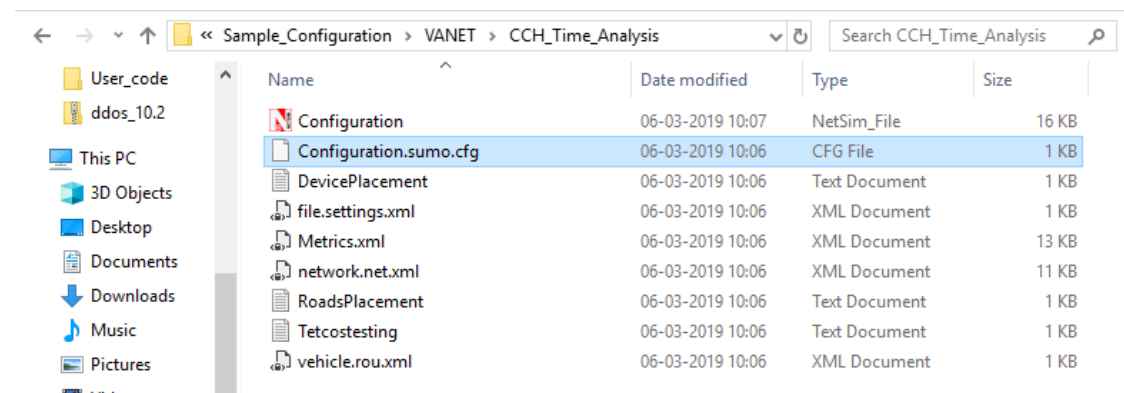 « Sample_Configuration › VANET › CCH_Time_Analysis
Search CCH_Time_Analysis
User_code
ddos_10.2
This PC
3D Objects
Desktop
Documents
Downloads
Music
Pictures
Name Date modified Type Size
Configuration 06-03-2019 10:07 NetSim_File 16 KB
Configuration.sumo.cfg 06-03-2019 10:06 CFG File 1 KB
DevicePlacement 06-03-2019 10:06 Text Document 1 KB
file.settings.xml 06-03-2019 10:06 XML Document 1 KB
Metrics.xml 06-03-2019 10:06 XML Document 13 KB
network.net.xml 06-03-2019 10:06 XML Document 11 KB
RoadsPlacement 06-03-2019 10:06 Text Document 1 KB
Tetcostesting 06-03-2019 10:06 Text Document 1 KB
vehicle.rou.xml 06-03-2019 10:06 XML Document 1 KB